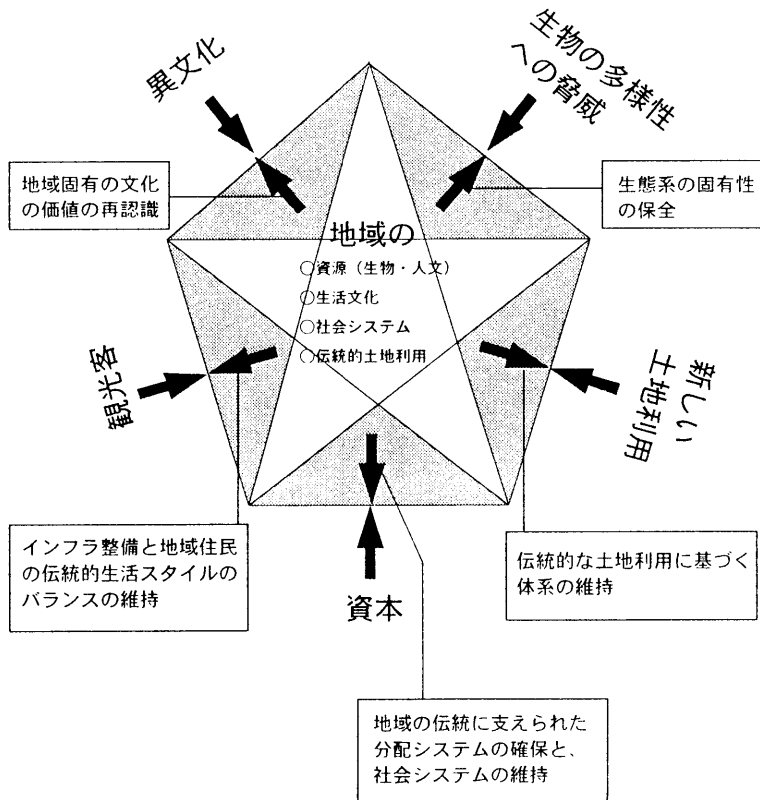 異文化
生物の多様性
への脅威
地域固有の文化
の価値の再認識
生態系の固有性
の保全
地域の
○資源（生物・人文）
○生活文化
○社会システム
○伝統的土地利用
観光客
新しい
土地利用
インフラ整備と地域住民
の伝統的生活スタイルの
バランスの維持
伝統的な土地利用に基づく
体系の維持
資本
地域の伝統に支えられた
分配システムの確保と、
社会システムの維持